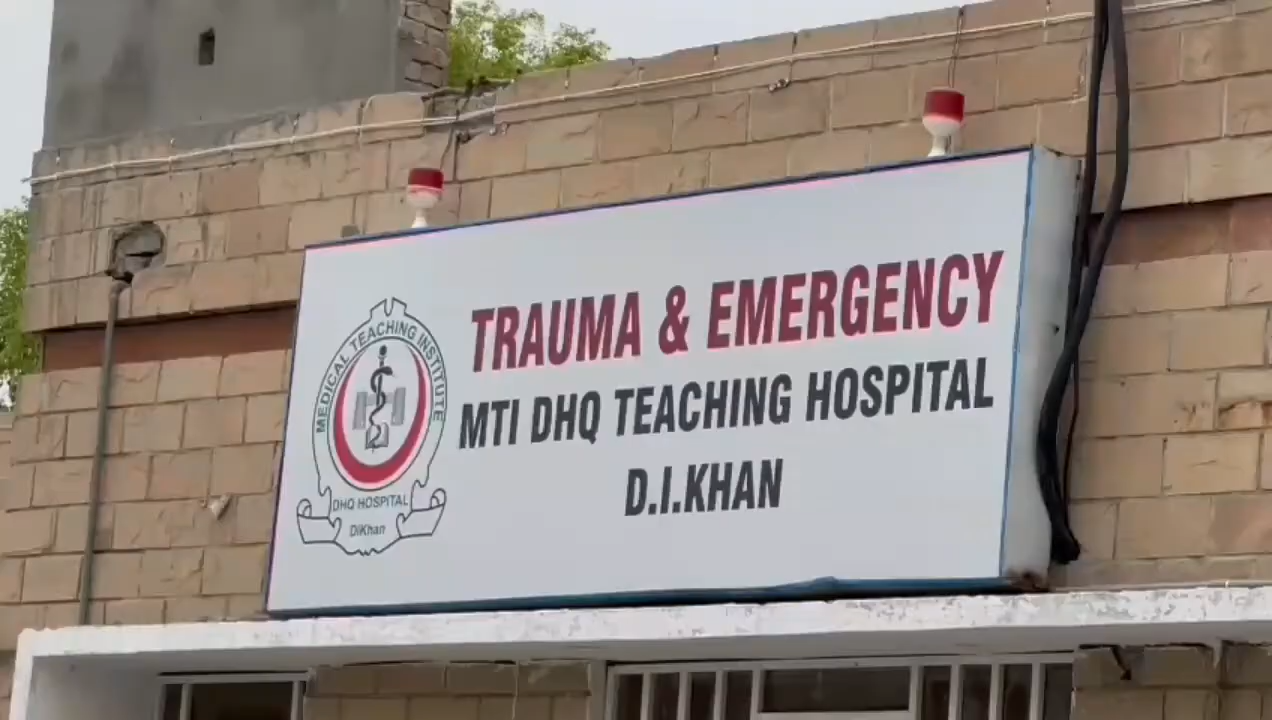 TRAUMA & EMERGENCY
MTI DHQ TEACHING HOSPITAL
D.I.KHAN
MEDICAL TEACHING INSTITUTE
DHQ HOSPITAL
DIKhan